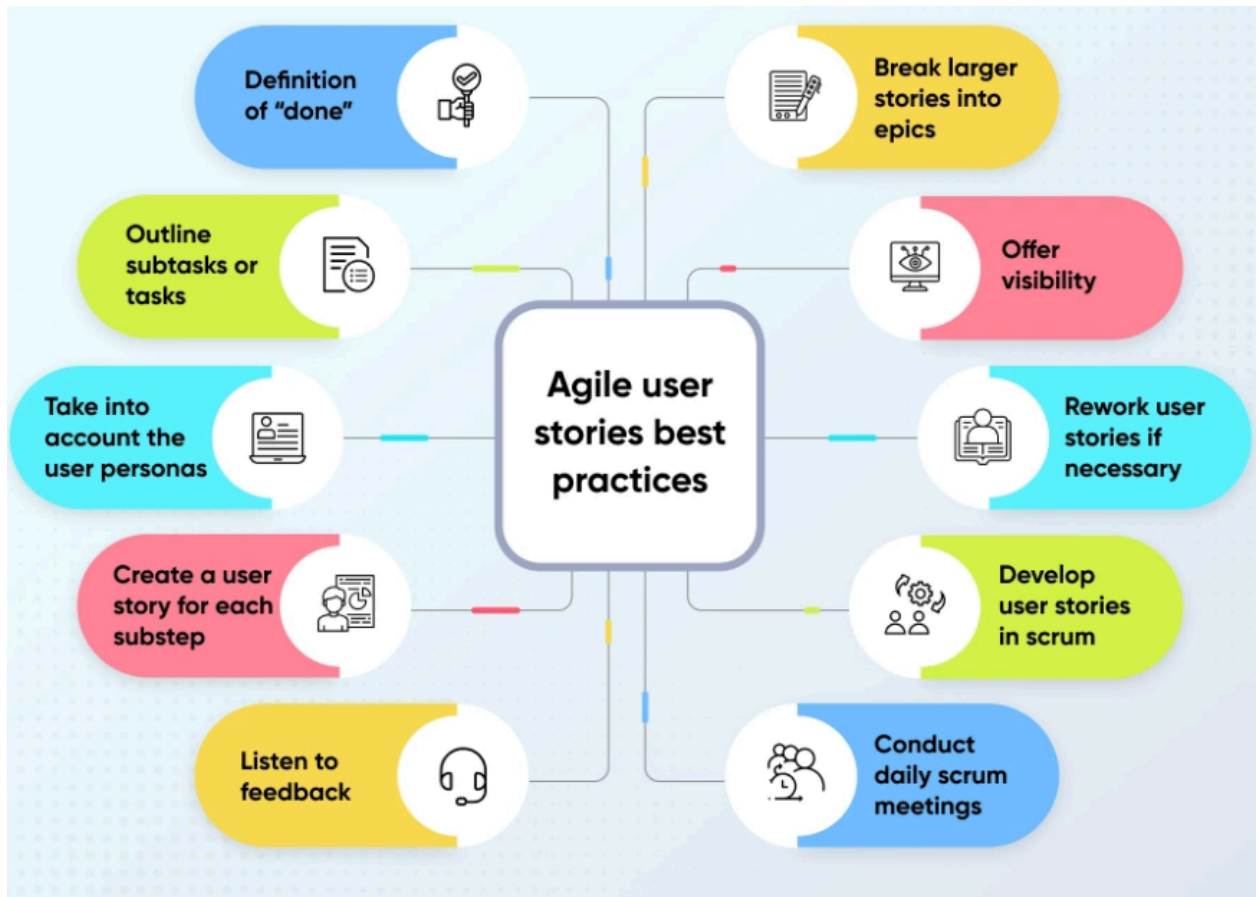 Definition
of “done”
Outline
subtasks or
tasks
Take into
account the
user personas
Create a user
story for each
substep
Listen to
feedback
Agile user
stories best
practices
Break larger
stories into
epics
Offer
visibility
Rework user
stories if
necessary
Develop
user stories
in scrum
Conduct
daily scrum
meetings